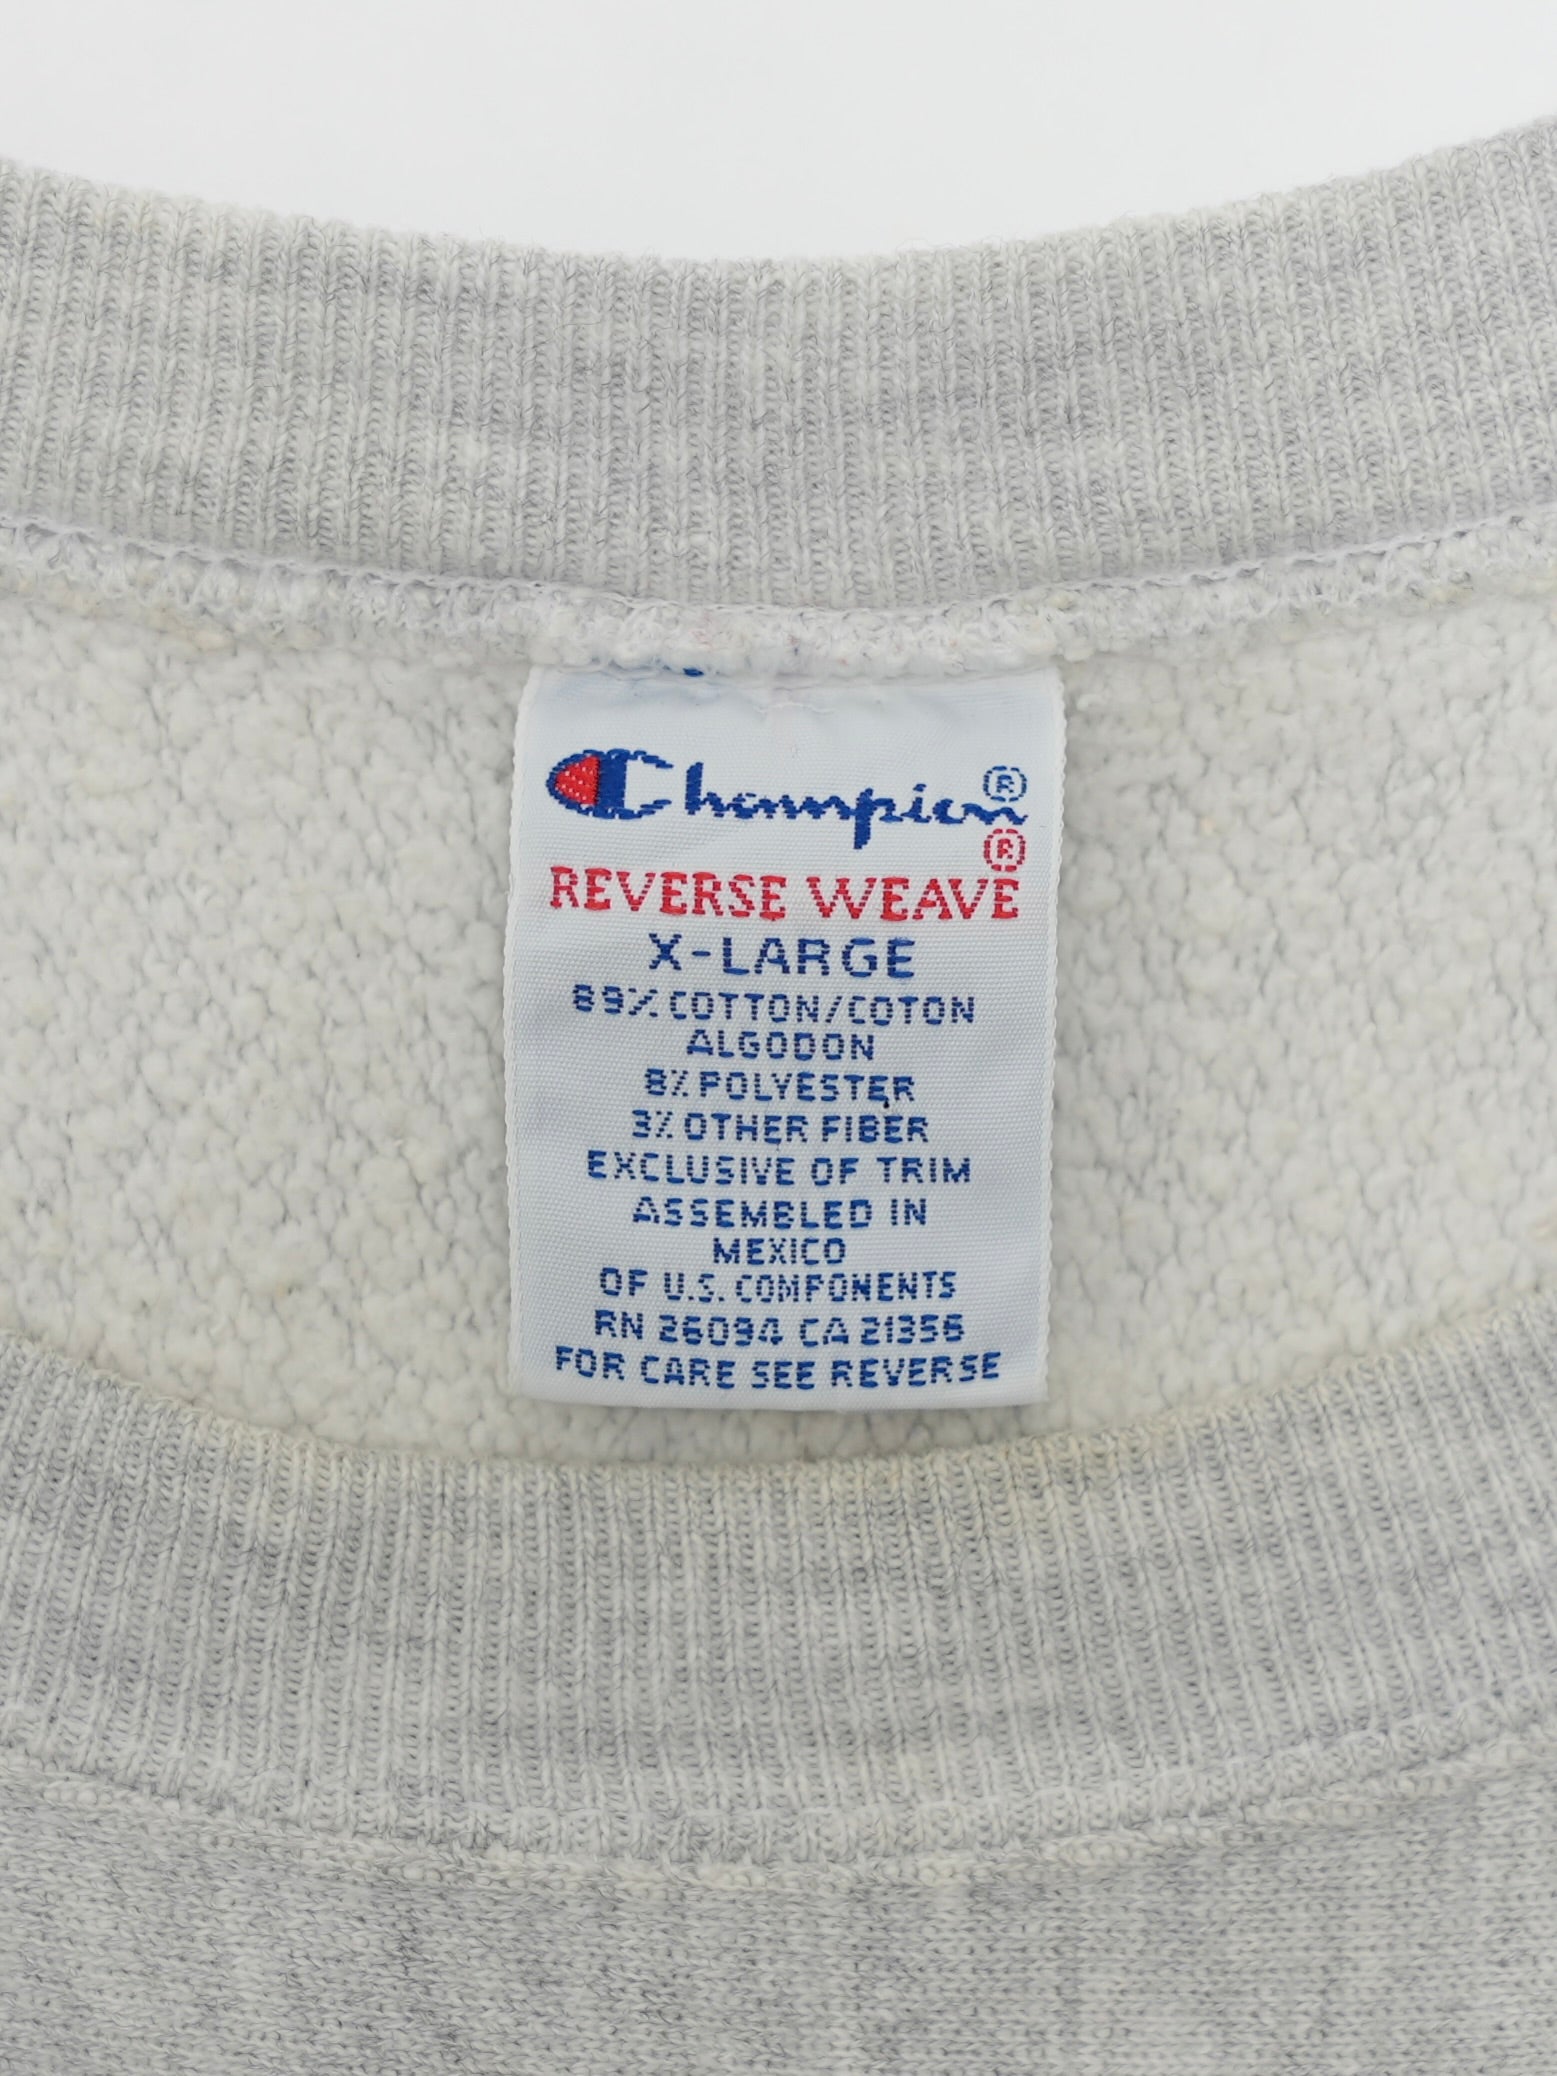 Champion®
REVERSE WEAVE®
X-LARGE
89% COTTON/COTON
ALGODON
8% POLYESTER
3% OTHER FIBER
EXCLUSIVE OF TRIM
ASSEMBLED IN
MEXICO
OF U.S. COMPONENTS
RN 26094 CA 21356
FOR CARE SEE REVERSE